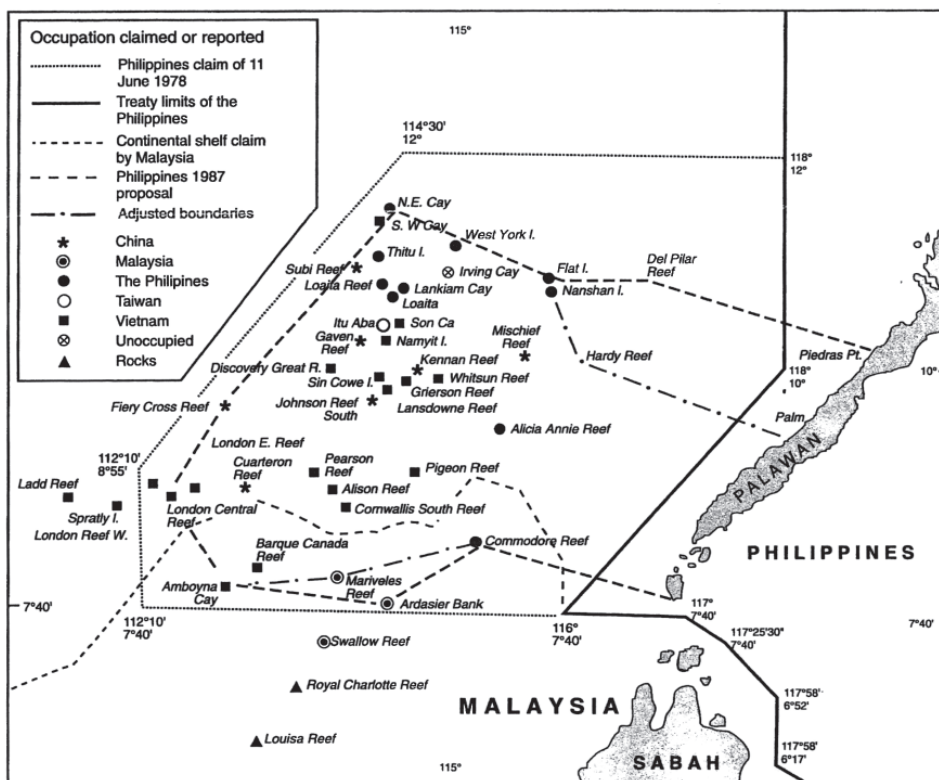 Occupation claimed or reported
Philippines claim of 11
June 1978
Treaty limits of the
Philippines
Continental shelf claim
by Malaysia
Philippines 1987
proposal
Adjusted boundaries
China
Malaysia
The Philipines
Taiwan
Vietnam
Unoccupied
Rocks
115°
114°30'
12°
118°
12°
N.E. Cay
S. W Cay
West York I.
Thitu I.
Subi Reef
Irving Cay
Flat I.
Del Pilar
Reef
Loaita Reef
Lankiam Cay
Loaita
Nanshan I.
Itu Aba
Son Ca
Gaven
Reef
Namyit I.
Mischief
Reef
Kennan Reef
Hardy Reef
Piedras Pt.
118°
10°
10°
Discovery Great R.
Sin Cowe I.
Whitsun Reef
Grierson Reef
Johnson Reef
South
Lansdowne Reef
Fiery Cross Reef
Palm
Alicia Annie Reef
London E. Reef
112°10'
8°55'
Cuarteron
Reef
Pearson
Reef
Pigeon Reef
Ladd Reef
Alison Reef
Spratly I.
London Central
Reef
Cornwallis South Reef
London Reef W.
PALAWAN
Barque Canada
Reef
Commodore Reef
PHILIPPINES
Amboyna
Cay
Mariveles
Reef
Ardasier Bank
7°40'
112°10'
7°40'
116°
7°40'
117°
7°40'
117°25'30"
7°40'
7°40'
Swallow Reef
Royal Charlotte Reef
MALAYSIA
117°58'
6°52'
Louisa Reef
SABAH
117°58'
6°17'
115°